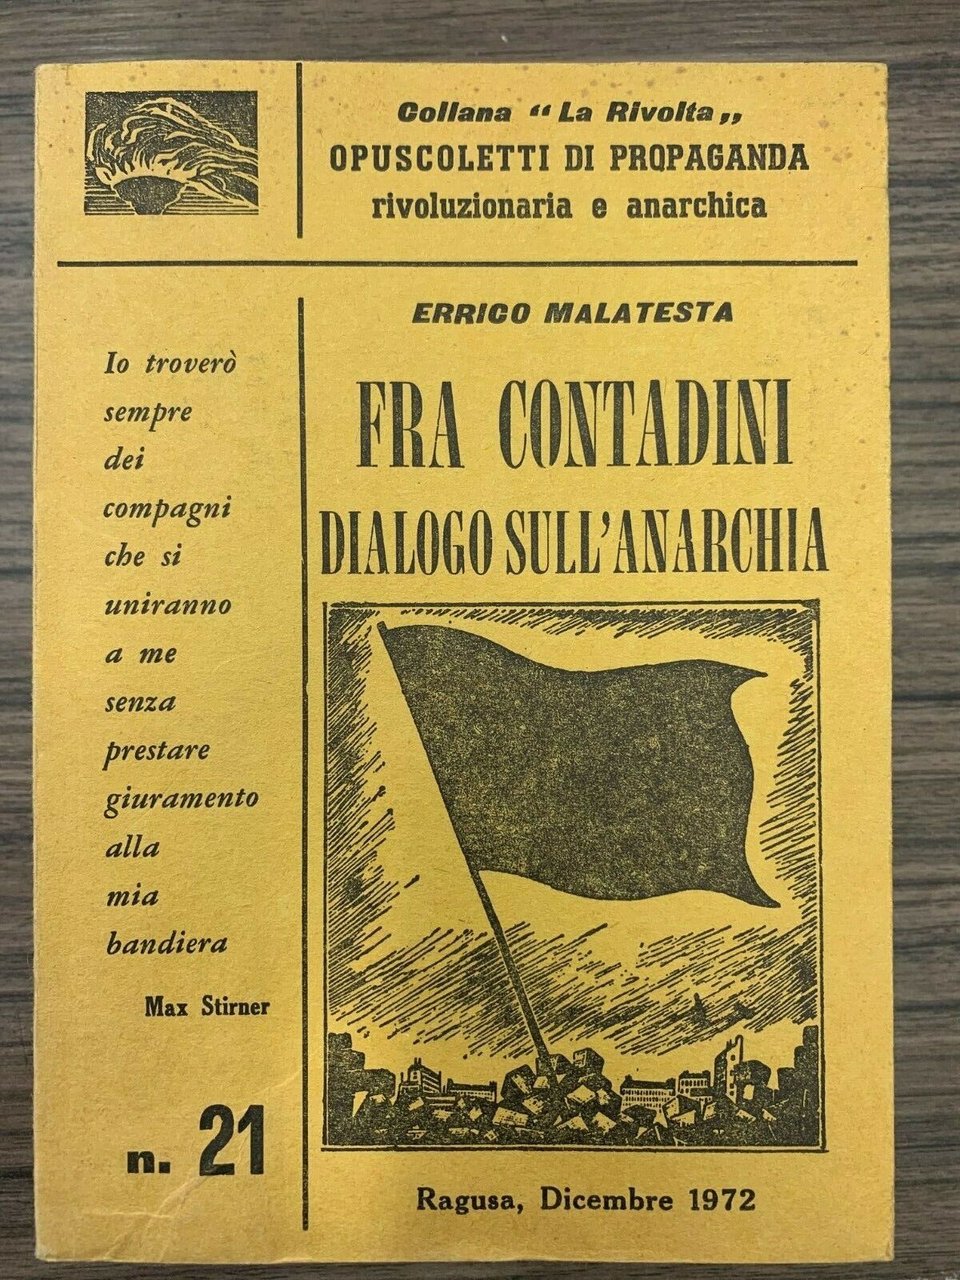 Collana “ La Rivolta „
OPUSCOLETTI DI PROPAGANDA
rivoluzionaria e anarchica
ERRICO MALATESTA
FRA CONTADINI
DIALOGO SULL'ANARCHIA
Io troverò
sempre
dei
compagni
che si
uniranno
a me
senza
prestare
giuramento
alla
mia
bandiera
Max Stirner
n. 21
Ragusa, Dicembre 1972